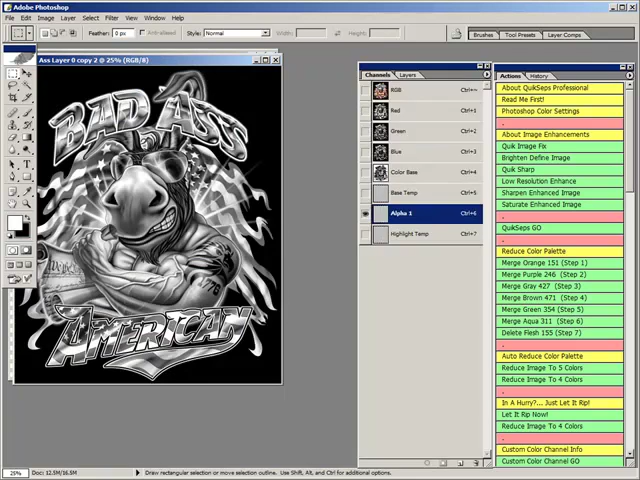 Adobe Photoshop
File Edit Image Layer Select Filter View Window Help
Feather: 0 px Anti-aliased Style: Normal Width: Height: Brushes Tool Presets Layer Comps
Ass Layer 0 copy 2 @ 25% (RGB/8)
BAD ASS
1776
AMERICAN
Channels Layers
RGB Ctrl+~
Red Ctrl+1
Green Ctrl+2
Blue Ctrl+3
Color Base Ctrl+4
Base Temp Ctrl+5
Alpha 1 Ctrl+6
Highlight Temp Ctrl+7
Actions History
About QuikSeps Professional
Read Me First!
Photoshop Color Settings
.
About Image Enhancements
Quik Image Fix
Brighten Define Image
Quik Sharp
Low Resolution Enhance
Sharpen Enhanced Image
Saturate Enhanced Image
.
QuikSeps GO
.
Reduce Color Palette
Merge Orange 151 (Step 1)
Merge Purple 246 (Step 2)
Merge Gray 427 (Step 3)
Merge Brown 471 (Step 4)
Merge Green 354 (Step 5)
Merge Aqua 311 (Step 6)
Delete Flesh 155 (Step 7)
.
Auto Reduce Color Palette
Reduce Image To 5 Colors
Reduce Image To 4 Colors
.
In A Hurry?... Just Let It Rip!
Let It Rip Now!
Reduce Image To 4 Colors
.
Custom Color Channel Info
Custom Color Channel GO
25% Doc: 12.5M/16.5M Draw rectangular selection or move selection outline. Use Shift, Alt, and Ctrl for additional options.